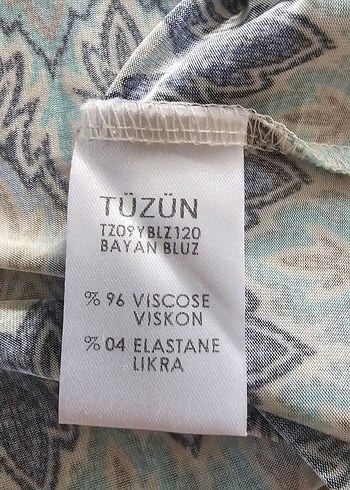 TÜZÜN
TZ09YBLZ120
BAYAN BLUZ
% 96 VISCOSE
VISKON
% 04 ELASTANE
LIKRA